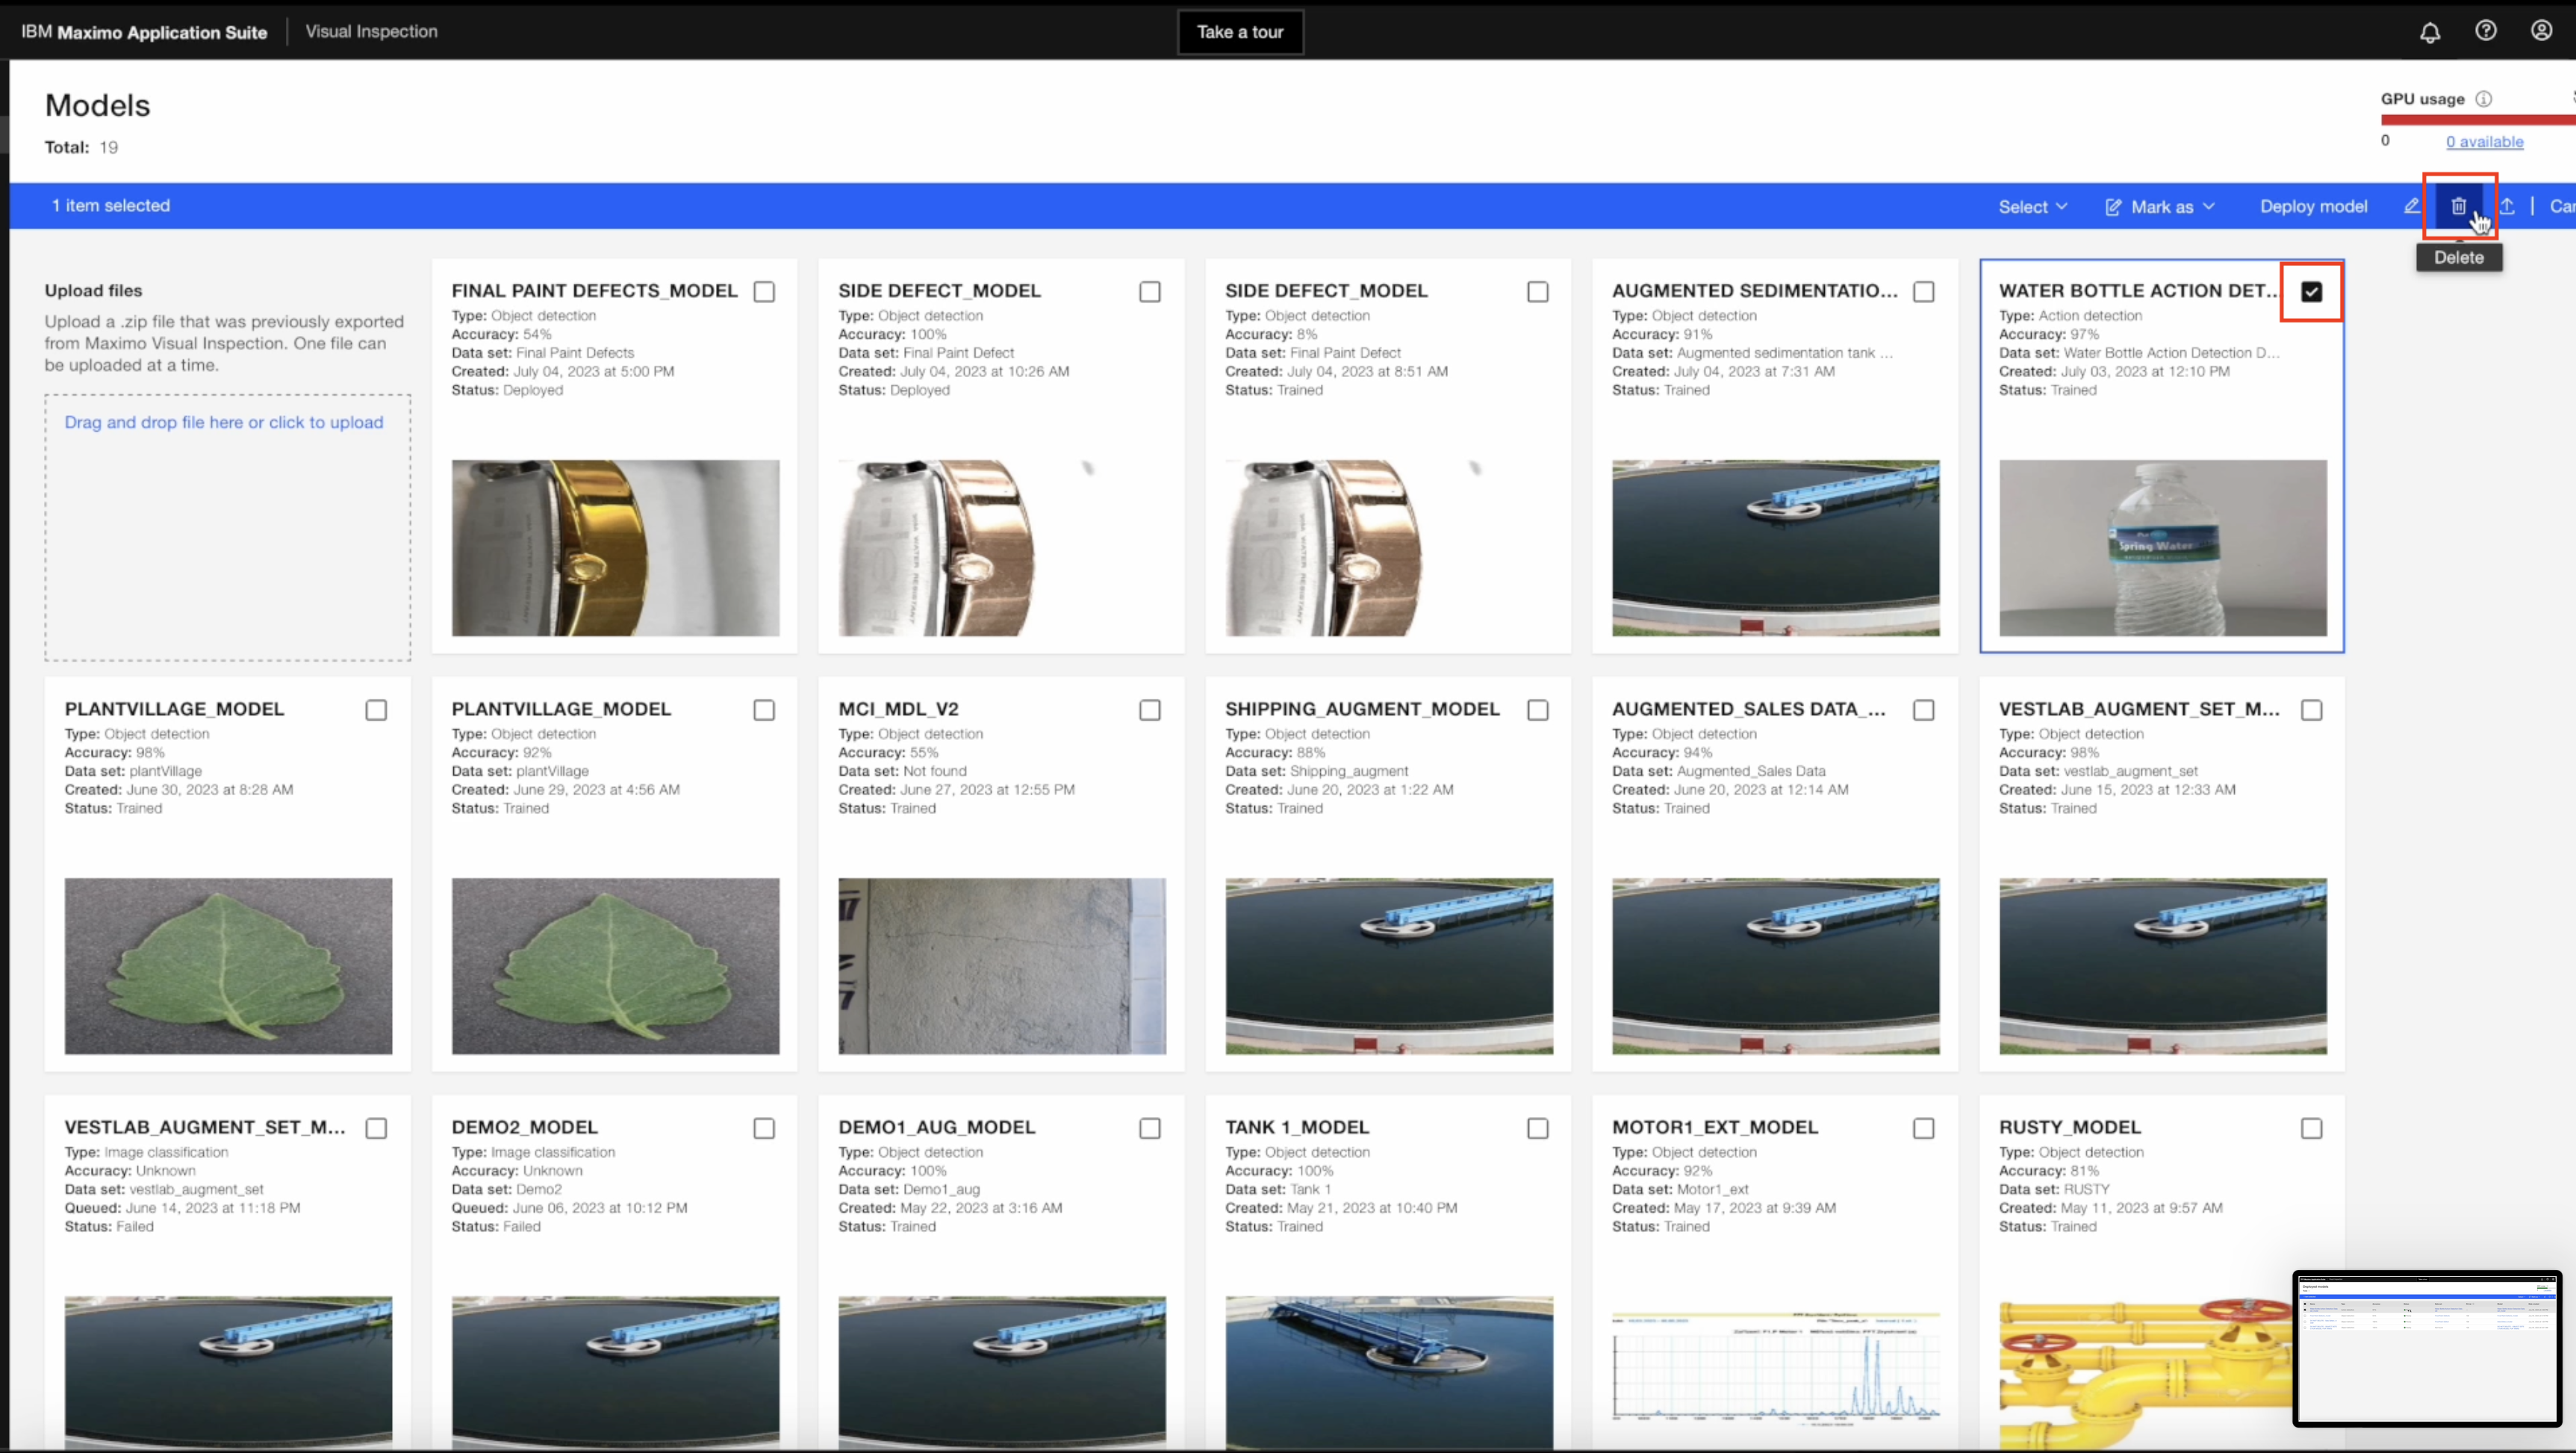 IBM Maximo Application Suite
Visual Inspection
Take a tour
Models
Total: 19
GPU usage
0
0 available
1 item selected
Select
Mark as
Deploy model
Delete
Upload files
Upload a .zip file that was previously exported
from Maximo Visual Inspection. One file can
be uploaded at a time.
Drag and drop file here or click to upload
FINAL PAINT DEFECTS_MODEL
Type: Object detection
Accuracy: 54%
Data set: Final Paint Defects
Created: July 04, 2023 at 5:00 PM
Status: Deployed
SIDE DEFECT_MODEL
Type: Object detection
Accuracy: 100%
Data set: Final Paint Defect
Created: July 04, 2023 at 10:26 AM
Status: Deployed
SIDE DEFECT_MODEL
Type: Object detection
Accuracy: 8%
Data set: Final Paint Defect
Created: July 04, 2023 at 8:51 AM
Status: Trained
AUGMENTED SEDIMENTATIO...
Type: Object detection
Accuracy: 91%
Data set: Augmented sedimentation tank ...
Created: July 04, 2023 at 7:31 AM
Status: Trained
WATER BOTTLE ACTION DET...
Type: Action detection
Accuracy: 97%
Data set: Water Bottle Action Detection D...
Created: July 03, 2023 at 12:10 PM
Status: Trained
Spring Water
PLANTVILLAGE_MODEL
Type: Object detection
Accuracy: 98%
Data set: plantVillage
Created: June 30, 2023 at 8:28 AM
Status: Trained
PLANTVILLAGE_MODEL
Type: Object detection
Accuracy: 92%
Data set: plantVillage
Created: June 29, 2023 at 4:56 AM
Status: Trained
MCI_MDL_V2
Type: Object detection
Accuracy: 55%
Data set: Not found
Created: June 27, 2023 at 12:55 PM
Status: Trained
SHIPPING_AUGMENT_MODEL
Type: Object detection
Accuracy: 88%
Data set: Shipping_augment
Created: June 20, 2023 at 1:22 AM
Status: Trained
AUGMENTED_SALES DATA_...
Type: Object detection
Accuracy: 94%
Data set: Augmented_Sales Data
Created: June 20, 2023 at 12:14 AM
Status: Trained
VESTLAB_AUGMENT_SET_M...
Type: Object detection
Accuracy: 98%
Data set: vestlab_augment_set
Created: June 15, 2023 at 12:33 AM
Status: Trained
VESTLAB_AUGMENT_SET_M...
Type: Image classification
Accuracy: Unknown
Data set: vestlab_augment_set
Queued: June 14, 2023 at 11:18 PM
Status: Failed
DEMO2_MODEL
Type: Image classification
Accuracy: Unknown
Data set: Demo2
Queued: June 06, 2023 at 10:12 PM
Status: Failed
DEMO1_AUG_MODEL
Type: Object detection
Accuracy: 100%
Data set: Demo1_aug
Created: May 22, 2023 at 3:16 AM
Status: Trained
TANK 1_MODEL
Type: Object detection
Accuracy: 100%
Data set: Tank 1
Created: May 21, 2023 at 10:40 PM
Status: Trained
MOTOR1_EXT_MODEL
Type: Object detection
Accuracy: 92%
Data set: Motor1_ext
Created: May 17, 2023 at 9:39 AM
Status: Trained
RUSTY_MODEL
Type: Object detection
Accuracy: 81%
Data set: RUSTY
Created: May 11, 2023 at 9:57 AM
Status: Trained